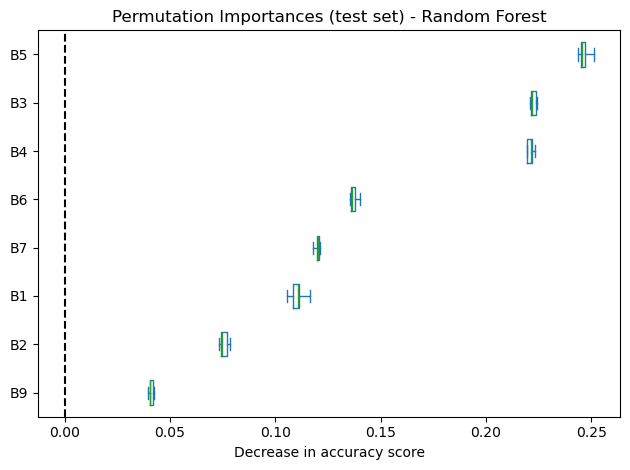 Permutation Importances (test set) - Random Forest
B5
B3
B4
B6
B7
B1
B2
B9
0.00 0.05 0.10 0.15 0.20 0.25
Decrease in accuracy score